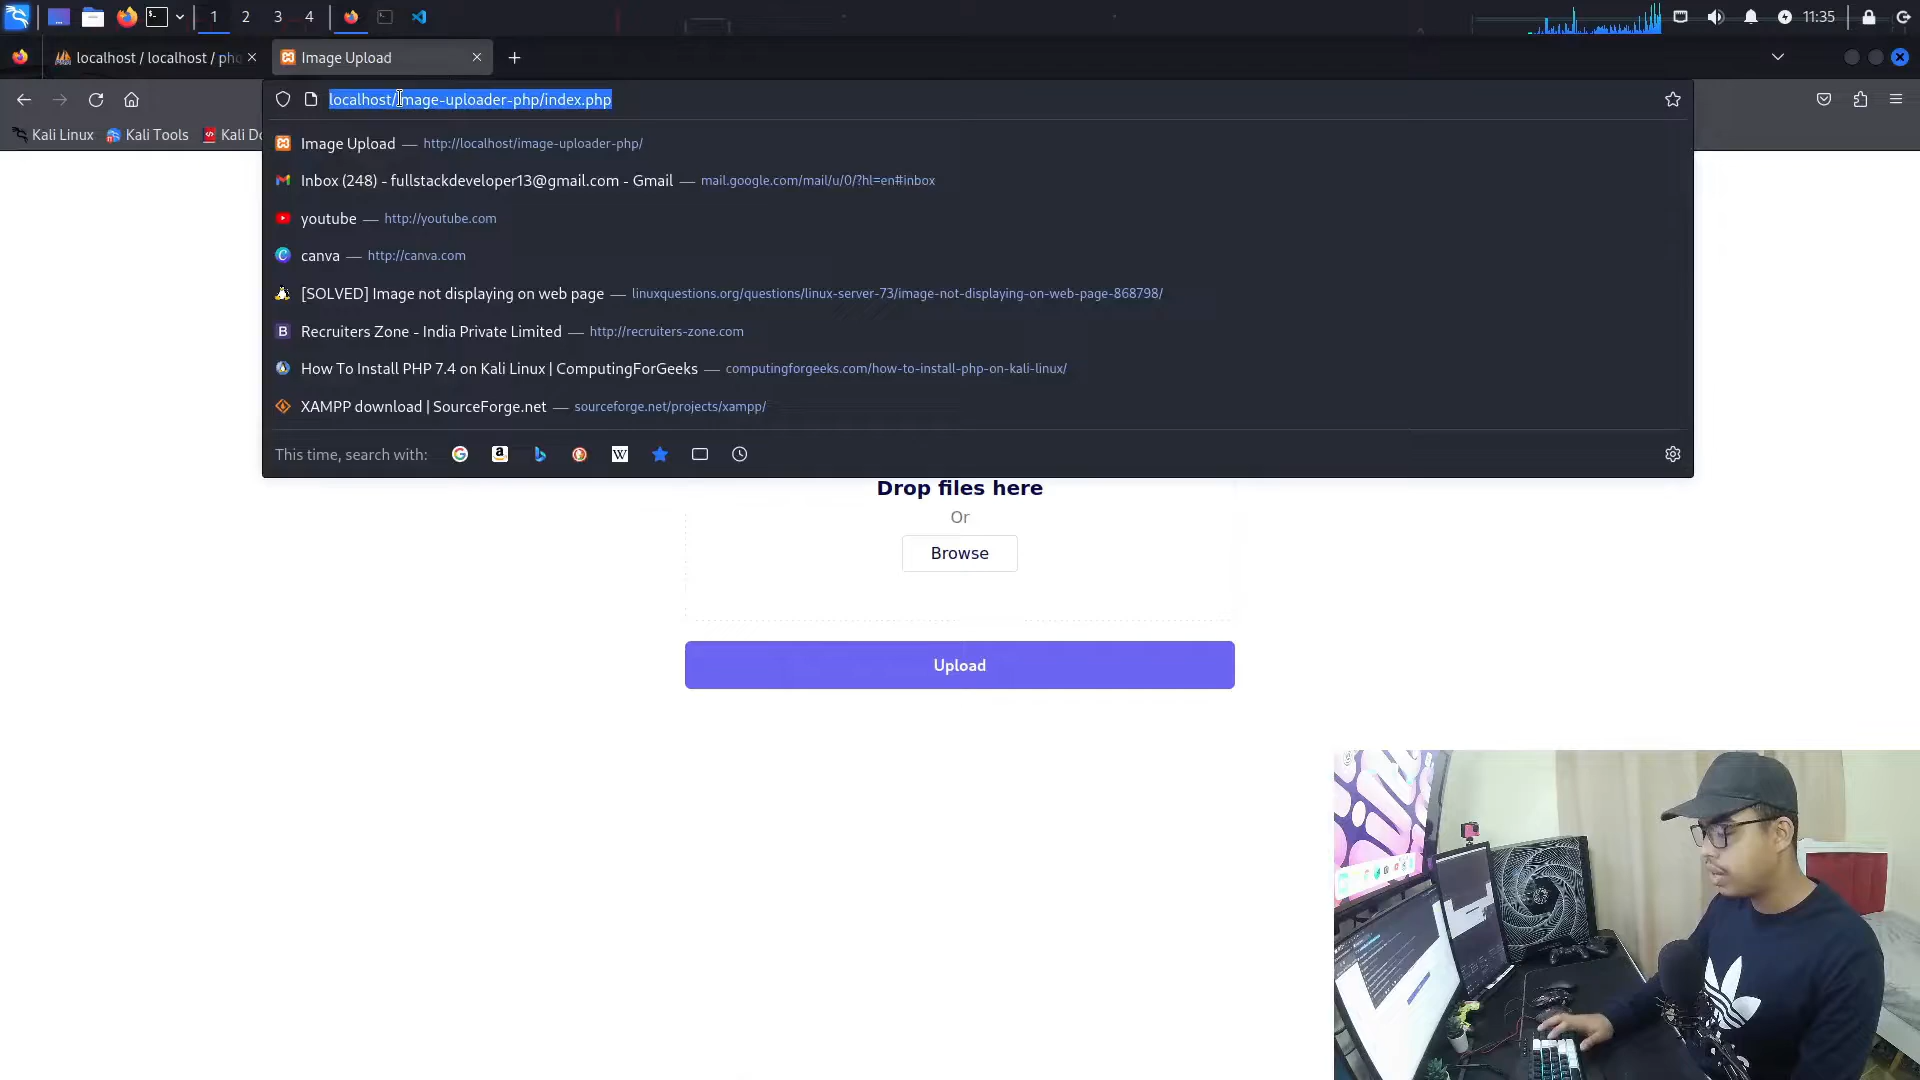 1 2 3 4
11:35
localhost / localhost / ph
Image Upload
localhost/image-uploader-php/index.php
Kali Linux
Kali Tools
Kali Do
Image Upload — http://localhost/image-uploader-php/
Inbox (248) - fullstackdeveloper13@gmail.com - Gmail — mail.google.com/mail/u/0/?hl=en#inbox
youtube — http://youtube.com
canva — http://canva.com
[SOLVED] Image not displaying on web page — linuxquestions.org/questions/linux-server-73/image-not-displaying-on-web-page-868798/
Recruiters Zone - India Private Limited — http://recruiters-zone.com
How To Install PHP 7.4 on Kali Linux | ComputingForGeeks — computingforgeeks.com/how-to-install-php-on-kali-linux/
XAMPP download | SourceForge.net — sourceforge.net/projects/xampp/
This time, search with:
Drop files here
Or
Browse
Upload